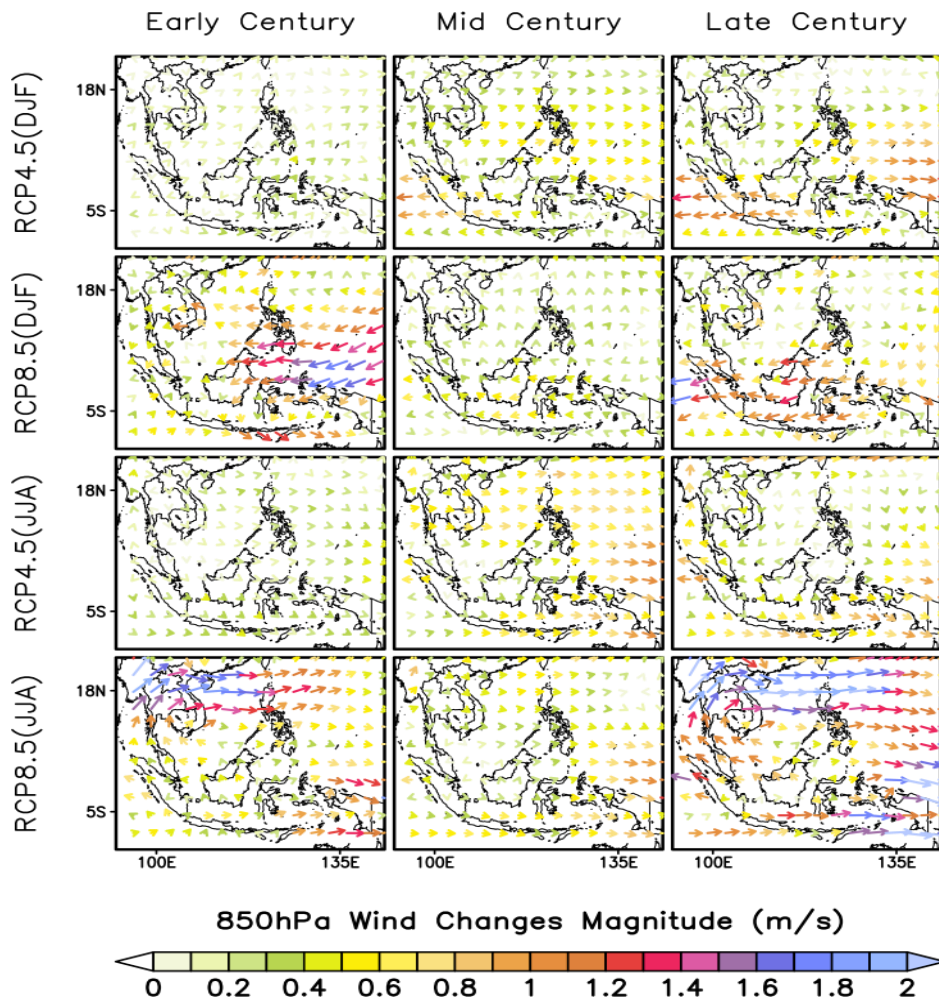 Early Century Mid Century Late Century
RCP4.5(DJF)
18N
5S
RCP8.5(DJF)
18N
5S
RCP4.5(JJA)
18N
5S
RCP8.5(JJA)
18N
5S
100E 135E 100E 135E 100E 135E
850hPa Wind Changes Magnitude (m/s)
0 0.2 0.4 0.6 0.8 1 1.2 1.4 1.6 1.8 2